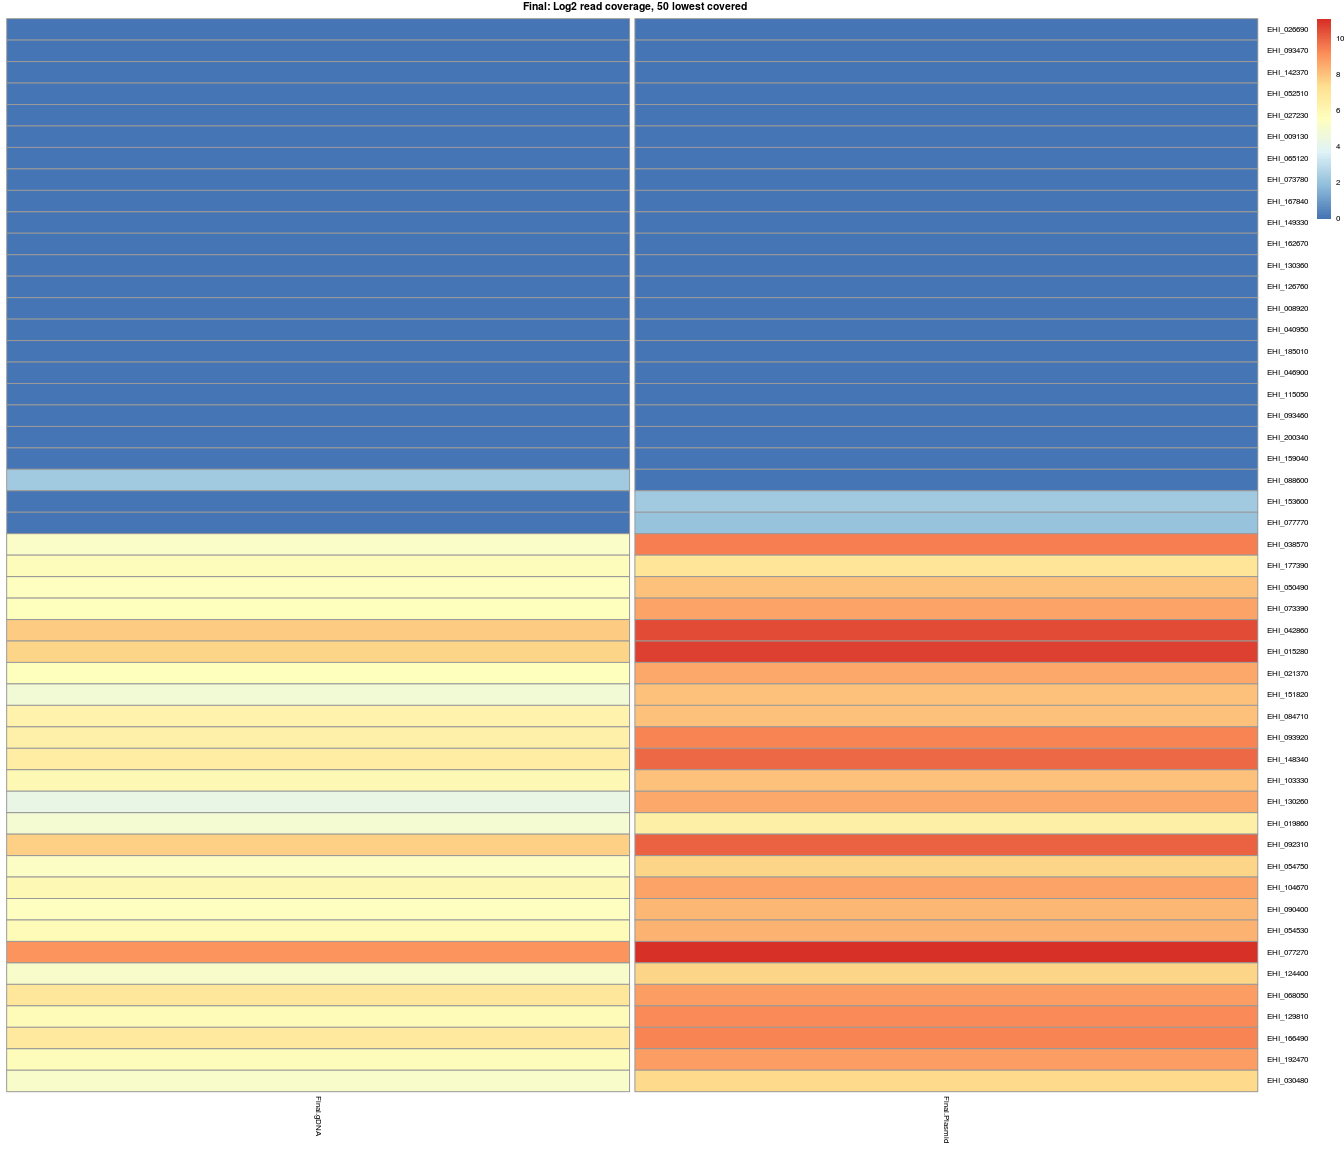 Final: Log2 read coverage, 50 lowest covered
EHI_026690
EHI_093470
EHI_142370
EHI_052510
EHI_027230
EHI_009130
EHI_065120
EHI_073780
EHI_167840
EHI_149330
EHI_162670
EHI_130360
EHI_126760
EHI_008920
EHI_040950
EHI_185010
EHI_046900
EHI_115050
EHI_093460
EHI_200340
EHI_159040
EHI_088600
EHI_153600
EHI_077770
EHI_038570
EHI_177390
EHI_050490
EHI_073390
EHI_042860
EHI_015280
EHI_021370
EHI_151820
EHI_084710
EHI_093920
EHI_148340
EHI_103330
EHI_130260
EHI_019860
EHI_092310
EHI_054750
EHI_104670
EHI_090400
EHI_054530
EHI_077270
EHI_124400
EHI_068050
EHI_129810
EHI_166490
EHI_192470
EHI_030480
10
8
6
4
2
0
Final.gDNA
Final.Plasmid